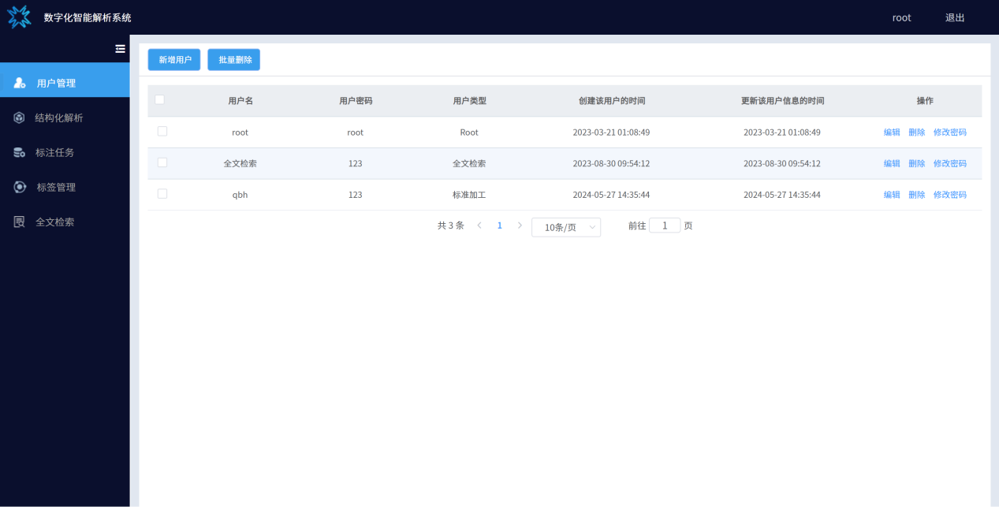 数字化智能解析系统 root 退出
用户管理
结构化解析
标注任务
标签管理
全文检索
新增用户 批量删除
用户名 用户密码 用户类型 创建该用户的时间 更新该用户信息的时间 操作
root root Root 2023-03-21 01:08:49 2023-03-21 01:08:49 编辑 删除 修改密码
全文检索 123 全文检索 2023-08-30 09:54:12 2023-08-30 09:54:12 编辑 删除 修改密码
qbh 123 标准加工 2024-05-27 14:35:44 2024-05-27 14:35:44 编辑 删除 修改密码
共 3 条 1 10条/页 前往 1 页